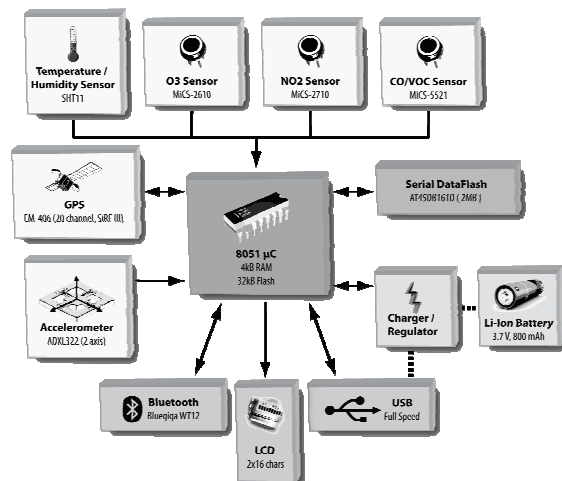 Temperature /
Humidity Sensor
SHT11
O3 Sensor
MiCS-2610
NO2 Sensor
MiCS-2710
CO/VOC Sensor
MiCS-5521
GPS
EM 406 (20 channel, SiRF III)
8051 µC
4kB RAM
32kB Flash
Serial DataFlash
AT45DB161D ( 2MB )
Accelerometer
ADXL322 (2 axis)
Charger /
Regulator
Li-Ion Battery
3.7 V, 800 mAh
Bluetooth
Bluegiga WT12
LCD
2x16 chars
USB
Full Speed